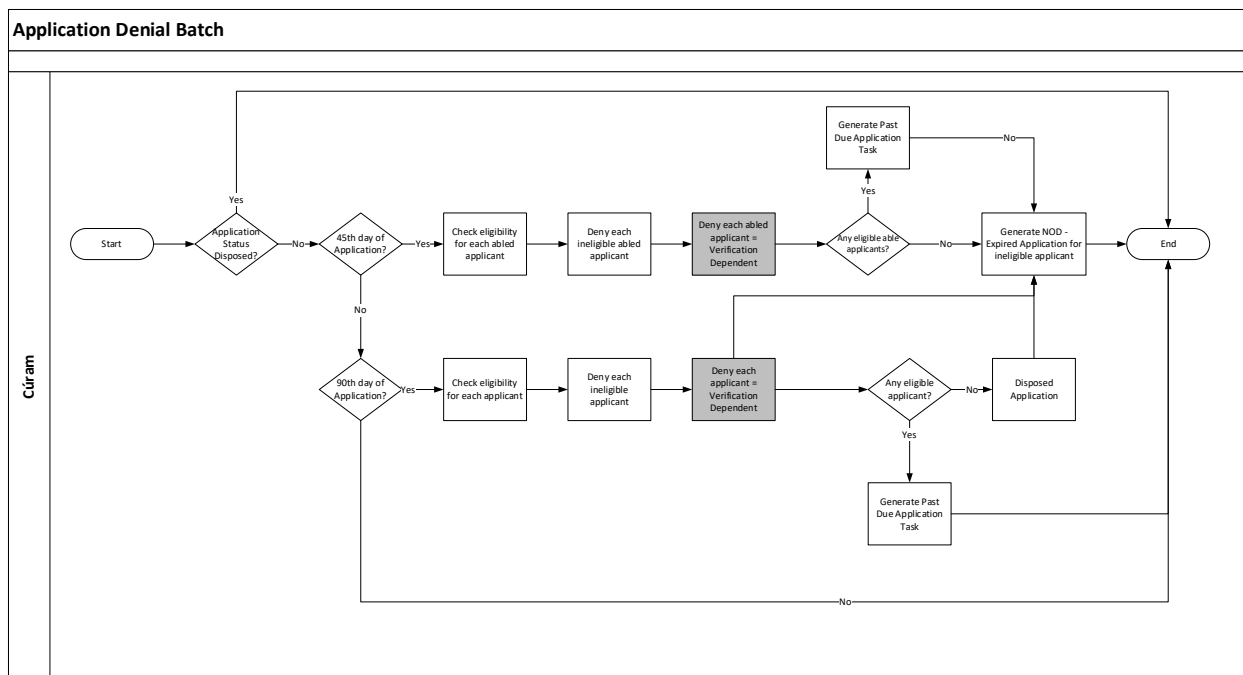 Application Denial Batch
Cúram
Start
Application
Status
Disposed?
Yes
No
45th day of
Application?
Yes
No
Check eligibility
for each abled
applicant
Deny each
ineligible abled
applicant
Deny each abled
applicant =
Verification
Dependent
Any eligible able
applicants?
Yes
No
Generate Past
Due Application
Task
No
Generate NOD -
Expired Application for
ineligible applicant
End
90th day of
Application?
Yes
No
Check eligibility
for each applicant
Deny each
ineligible
applicant
Deny each
applicant =
Verification
Dependent
Any eligible
applicant?
No
Yes
Disposed
Application
Generate Past
Due Application
Task